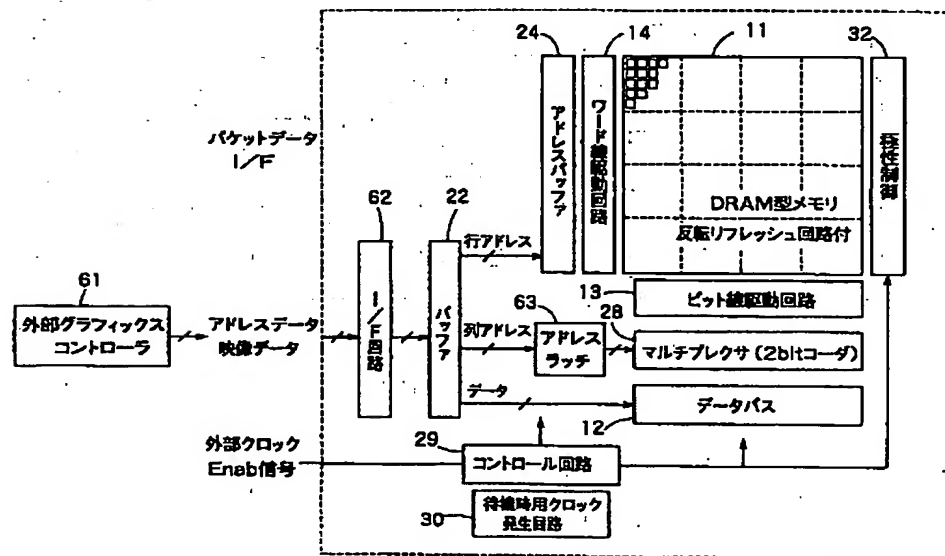 24
14
11
32
アドレスバッファ
ワード線駆動回路
極性制御
パケットデータ
I/F
DRAM型メモリ
反転リフレッシュ回路付
62
22
行アドレス
61
外部グラフィックス
コントローラ
アドレスデータ
映像データ
I/F回路
バッファ
13
ビット線駆動回路
63
列アドレス
アドレス
ラッチ
28
マルチプレクサ(2bitコーダ)
データ
データバス
12
外部クロック
Enab信号
29
コントロール回路
待機時用クロック
発生回路
30